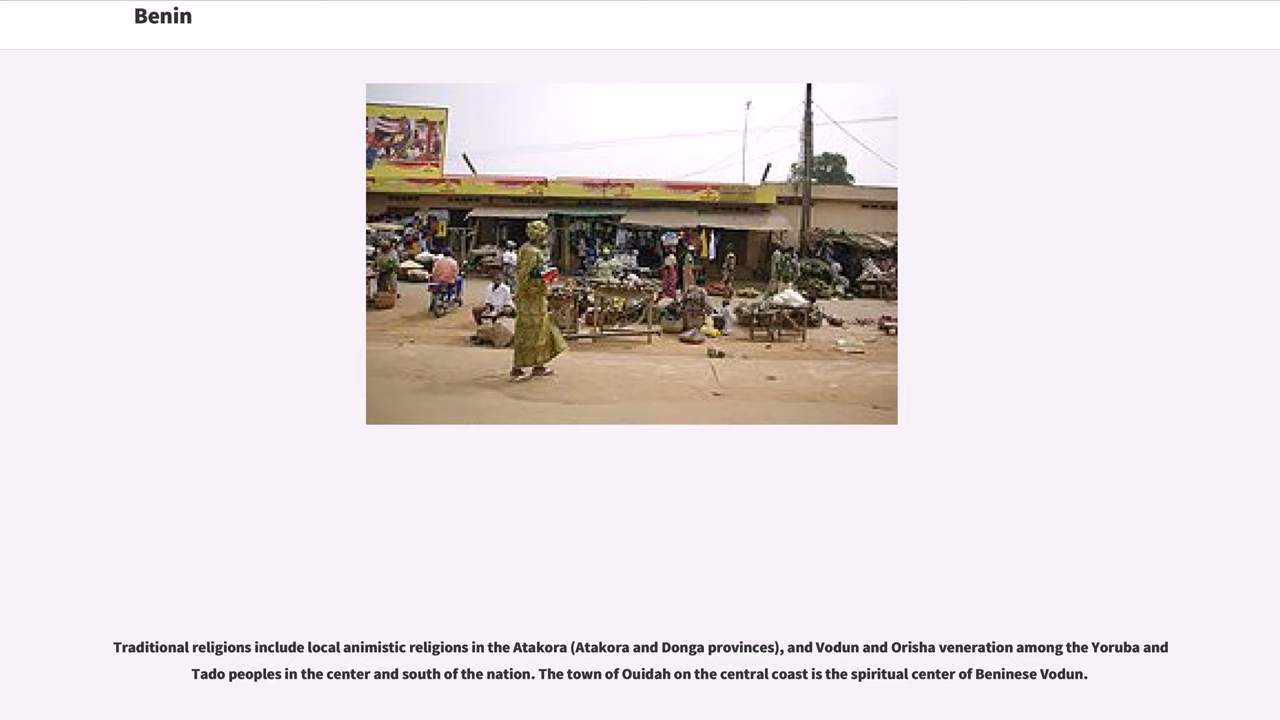 Benin
Traditional religions include local animistic religions in the Atakora (Atakora and Donga provinces), and Vodun and Orisha veneration among the Yoruba and
Tado peoples in the center and south of the nation. The town of Ouidah on the central coast is the spiritual center of Beninese Vodun.